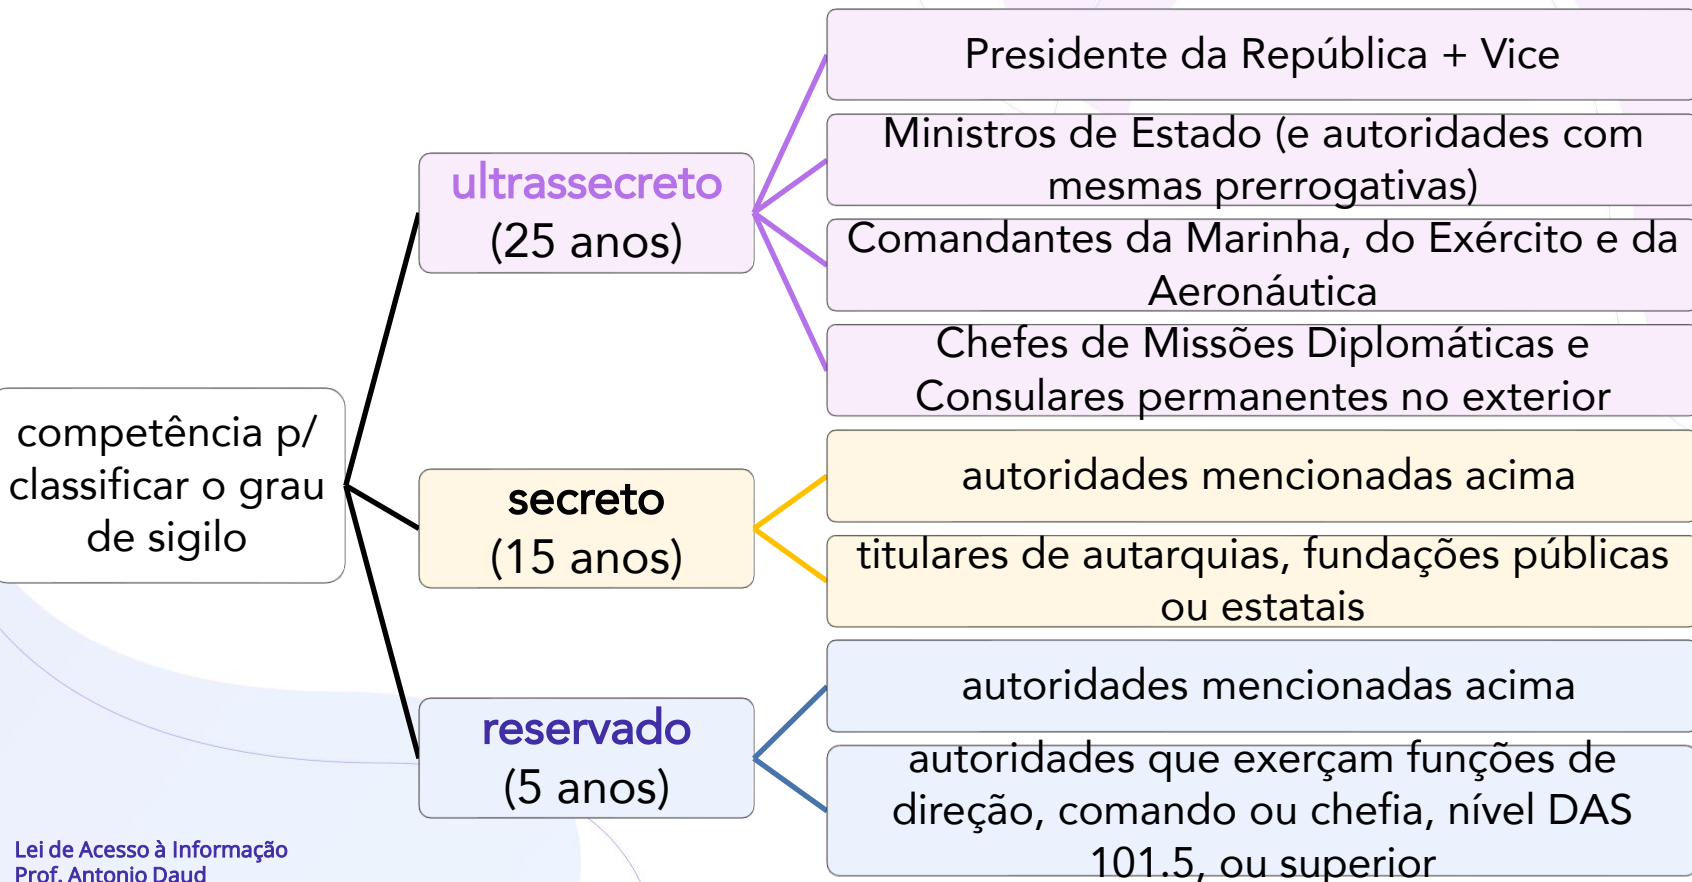 competência p/
classificar o grau
de sigilo
ultrassecreto
(25 anos)
Presidente da República + Vice
Ministros de Estado (e autoridades com
mesmas prerrogativas)
Comandantes da Marinha, do Exército e da
Aeronáutica
Chefes de Missões Diplomáticas e
Consulares permanentes no exterior
secreto
(15 anos)
autoridades mencionadas acima
titulares de autarquias, fundações públicas
ou estatais
reservado
(5 anos)
autoridades mencionadas acima
autoridades que exerçam funções de
direção, comando ou chefia, nível DAS
101.5, ou superior
Lei de Acesso à Informação
Prof. Antonio Daud